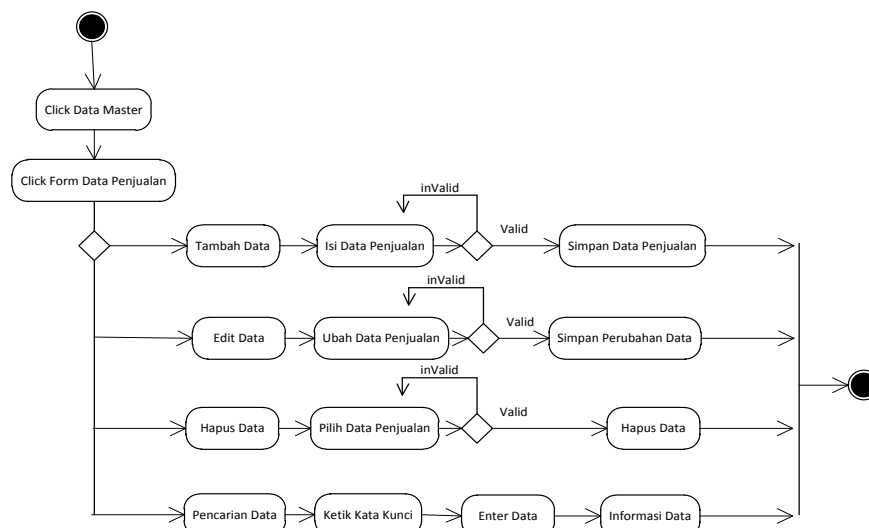 Click Data Master
Click Form Data Penjualan
inValid
Tambah Data
Isi Data Penjualan
Valid
Simpan Data Penjualan
inValid
Edit Data
Ubah Data Penjualan
Valid
Simpan Perubahan Data
inValid
Hapus Data
Pilih Data Penjualan
Valid
Hapus Data
Pencarian Data
Ketik Kata Kunci
Enter Data
Informasi Data